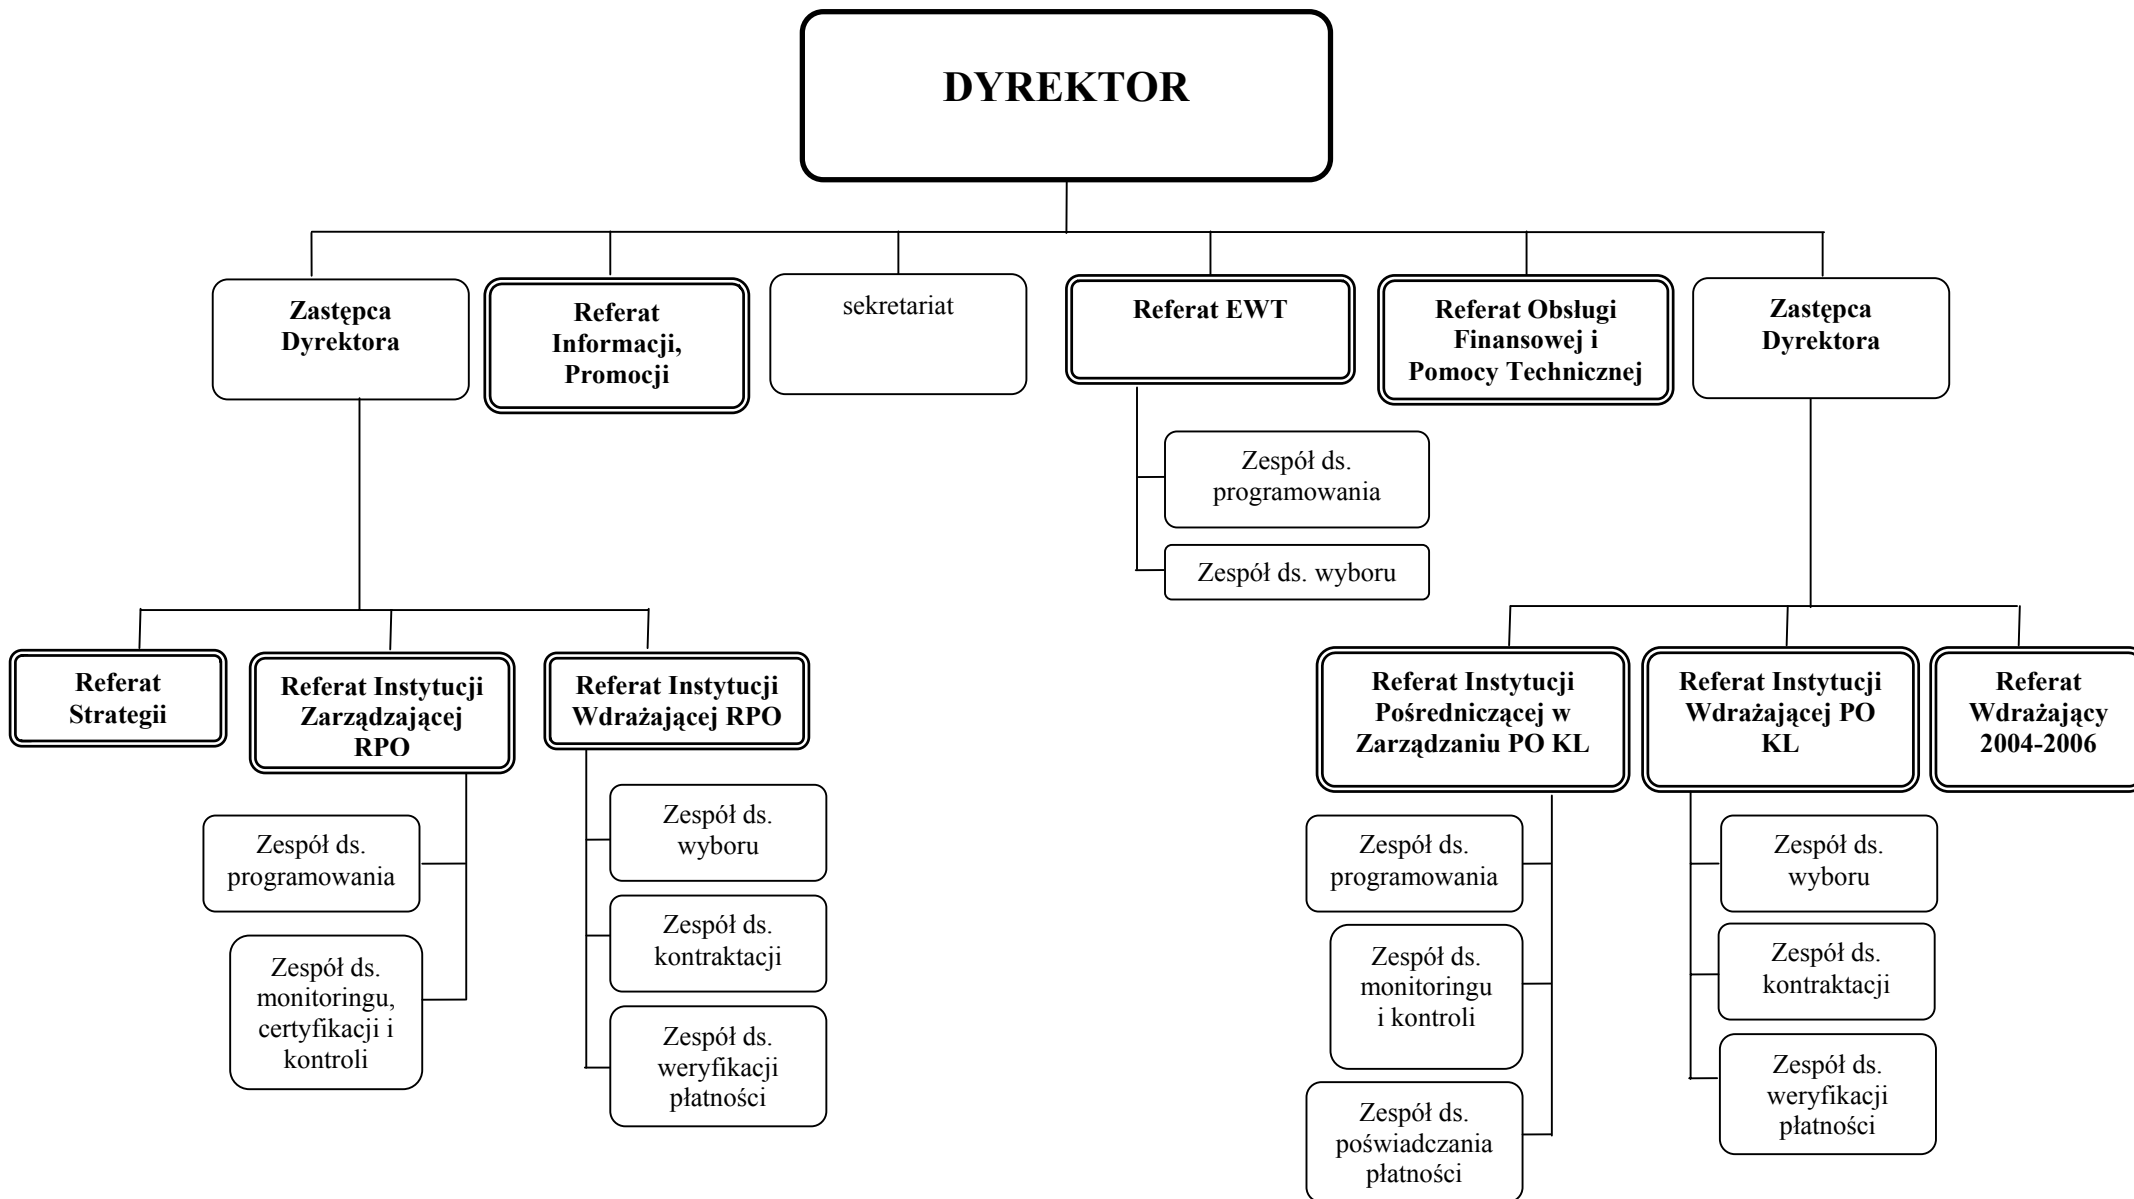 DYREKTOR
Zastępca
Dyrektora
Referat
Informacji,
Promocji
sekretariat
Referat EWT
Referat Obsługi
Finansowej i
Pomocy Technicznej
Zastępca
Dyrektora
Zespół ds.
programowania
Zespół ds. wyboru
Referat
Strategii
Referat Instytucji
Zarządzającej
RPO
Referat Instytucji
Wdrażającej RPO
Referat Instytucji
Pośredniczącej w
Zarządzaniu PO KL
Referat Instytucji
Wdrażającej PO
KL
Referat
Wdrażający
2004-2006
Zespół ds.
programowania
Zespół ds.
monitoringu,
certyfikacji i
kontroli
Zespół ds.
wyboru
Zespół ds.
kontraktacji
Zespół ds.
weryfikacji
płatności
Zespół ds.
programowania
Zespół ds.
monitoringu
i kontroli
Zespół ds.
poświadczania
płatności
Zespół ds.
wyboru
Zespół ds.
kontraktacji
Zespół ds.
weryfikacji
płatności